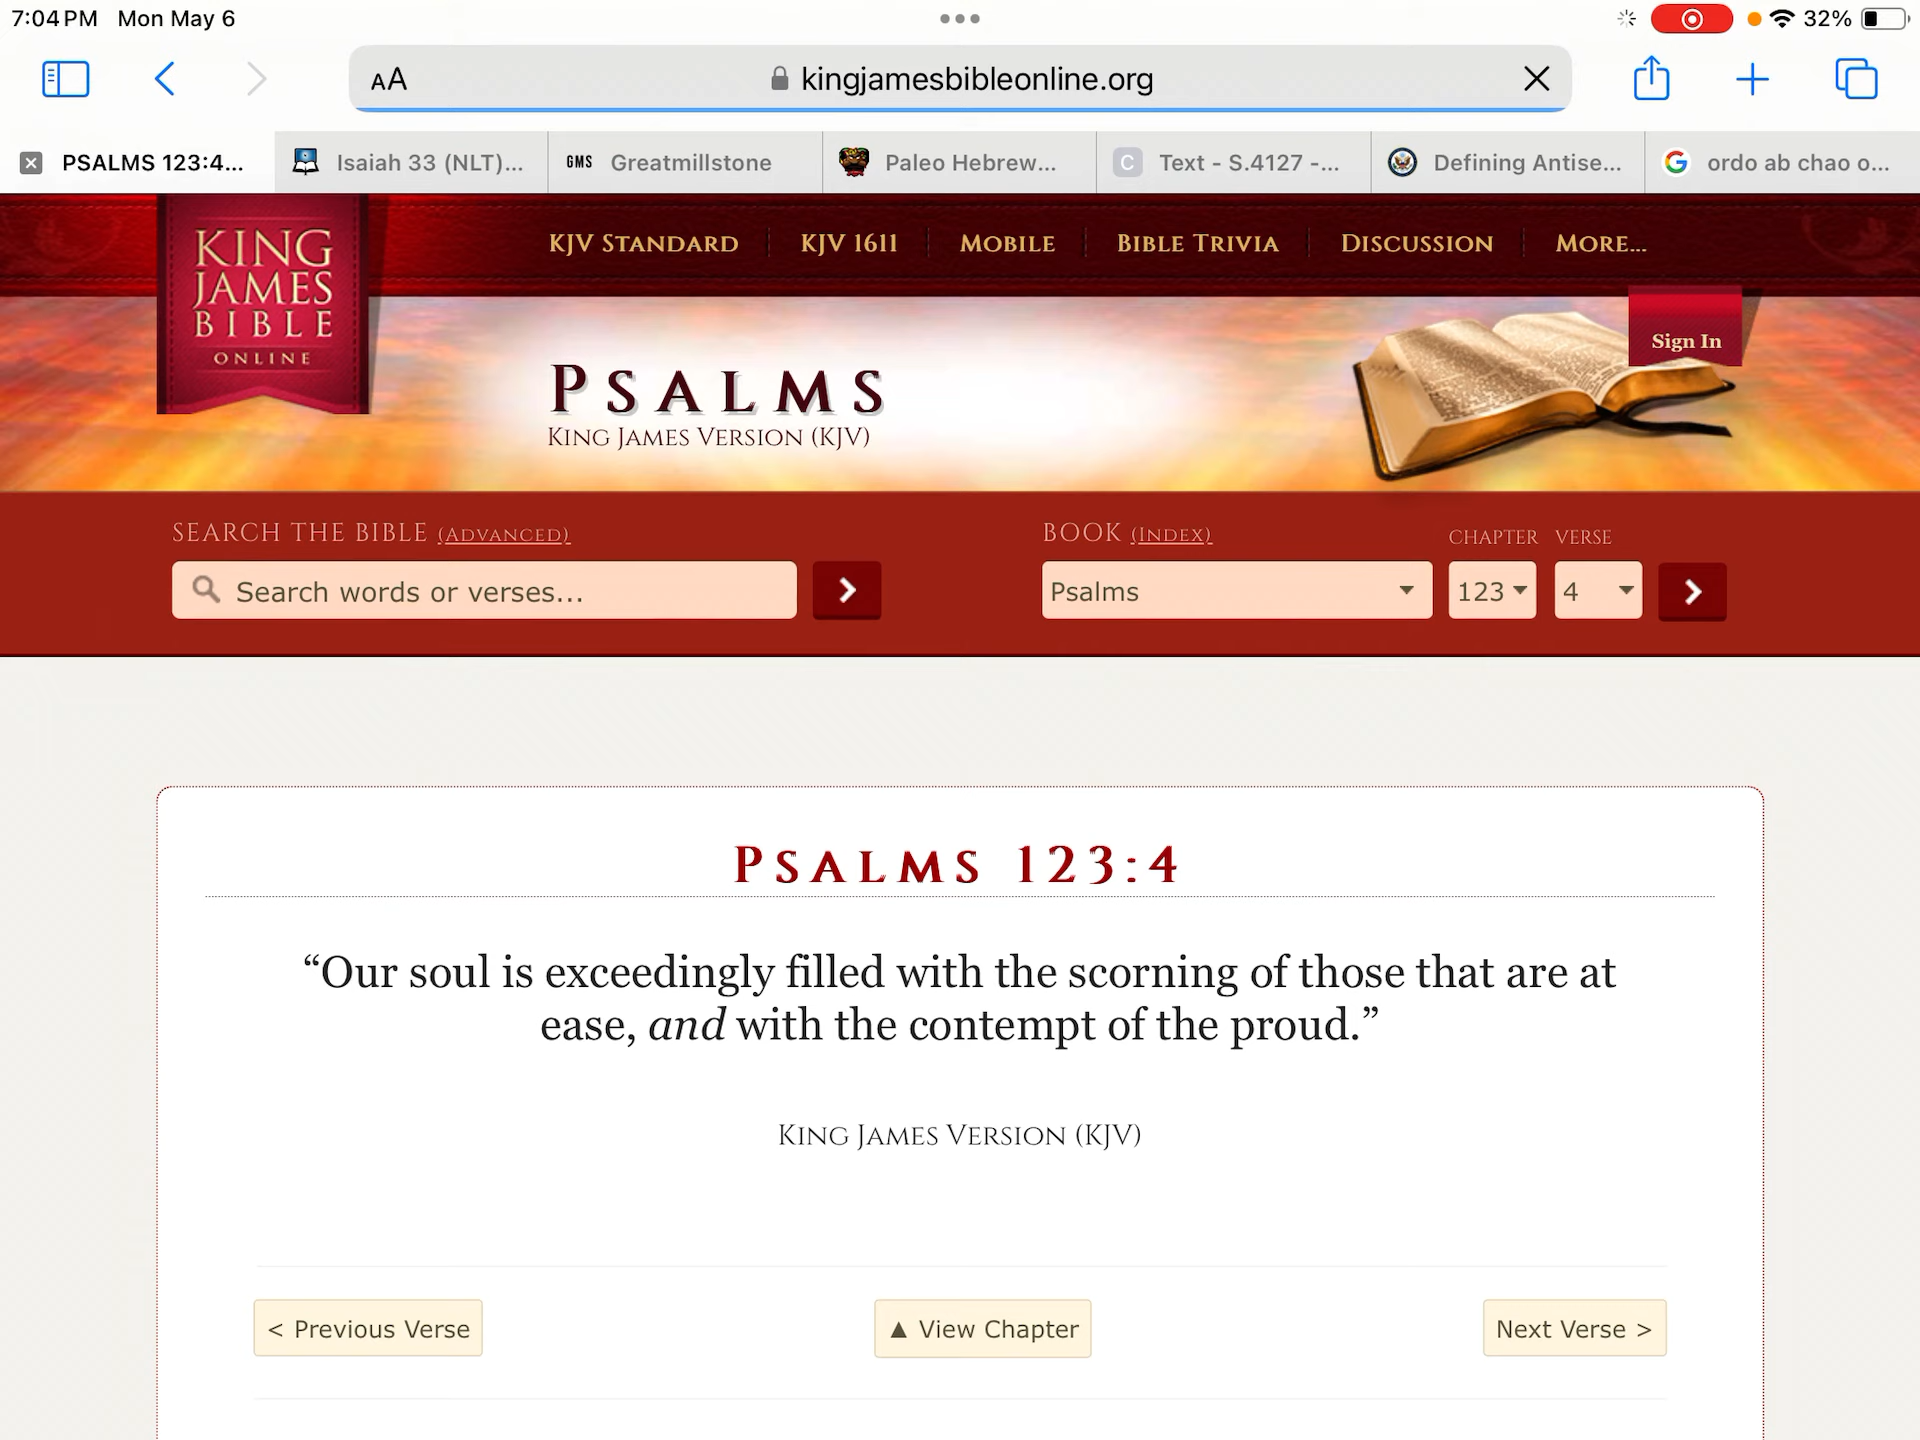 7:04 PM Mon May 6
32%
AA kingjamesbibleonline.org
PSALMS 123:4... Isaiah 33 (NLT)... GMS Greatmillstone Paleo Hebrew... C Text - S.4127 -... Defining Antise... G ordo ab chao o...
KING
JAMES
BIBLE
ONLINE
KJV STANDARD KJV 1611 MOBILE BIBLE TRIVIA DISCUSSION MORE...
Sign In
PSALMS
KING JAMES VERSION (KJV)
SEARCH THE BIBLE (ADVANCED) BOOK (INDEX) CHAPTER VERSE
Search words or verses... Psalms 123 4
PSALMS 123:4
“Our soul is exceedingly filled with the scorning of those that are at
ease, and with the contempt of the proud.”
KING JAMES VERSION (KJV)
< Previous Verse ▲ View Chapter Next Verse >